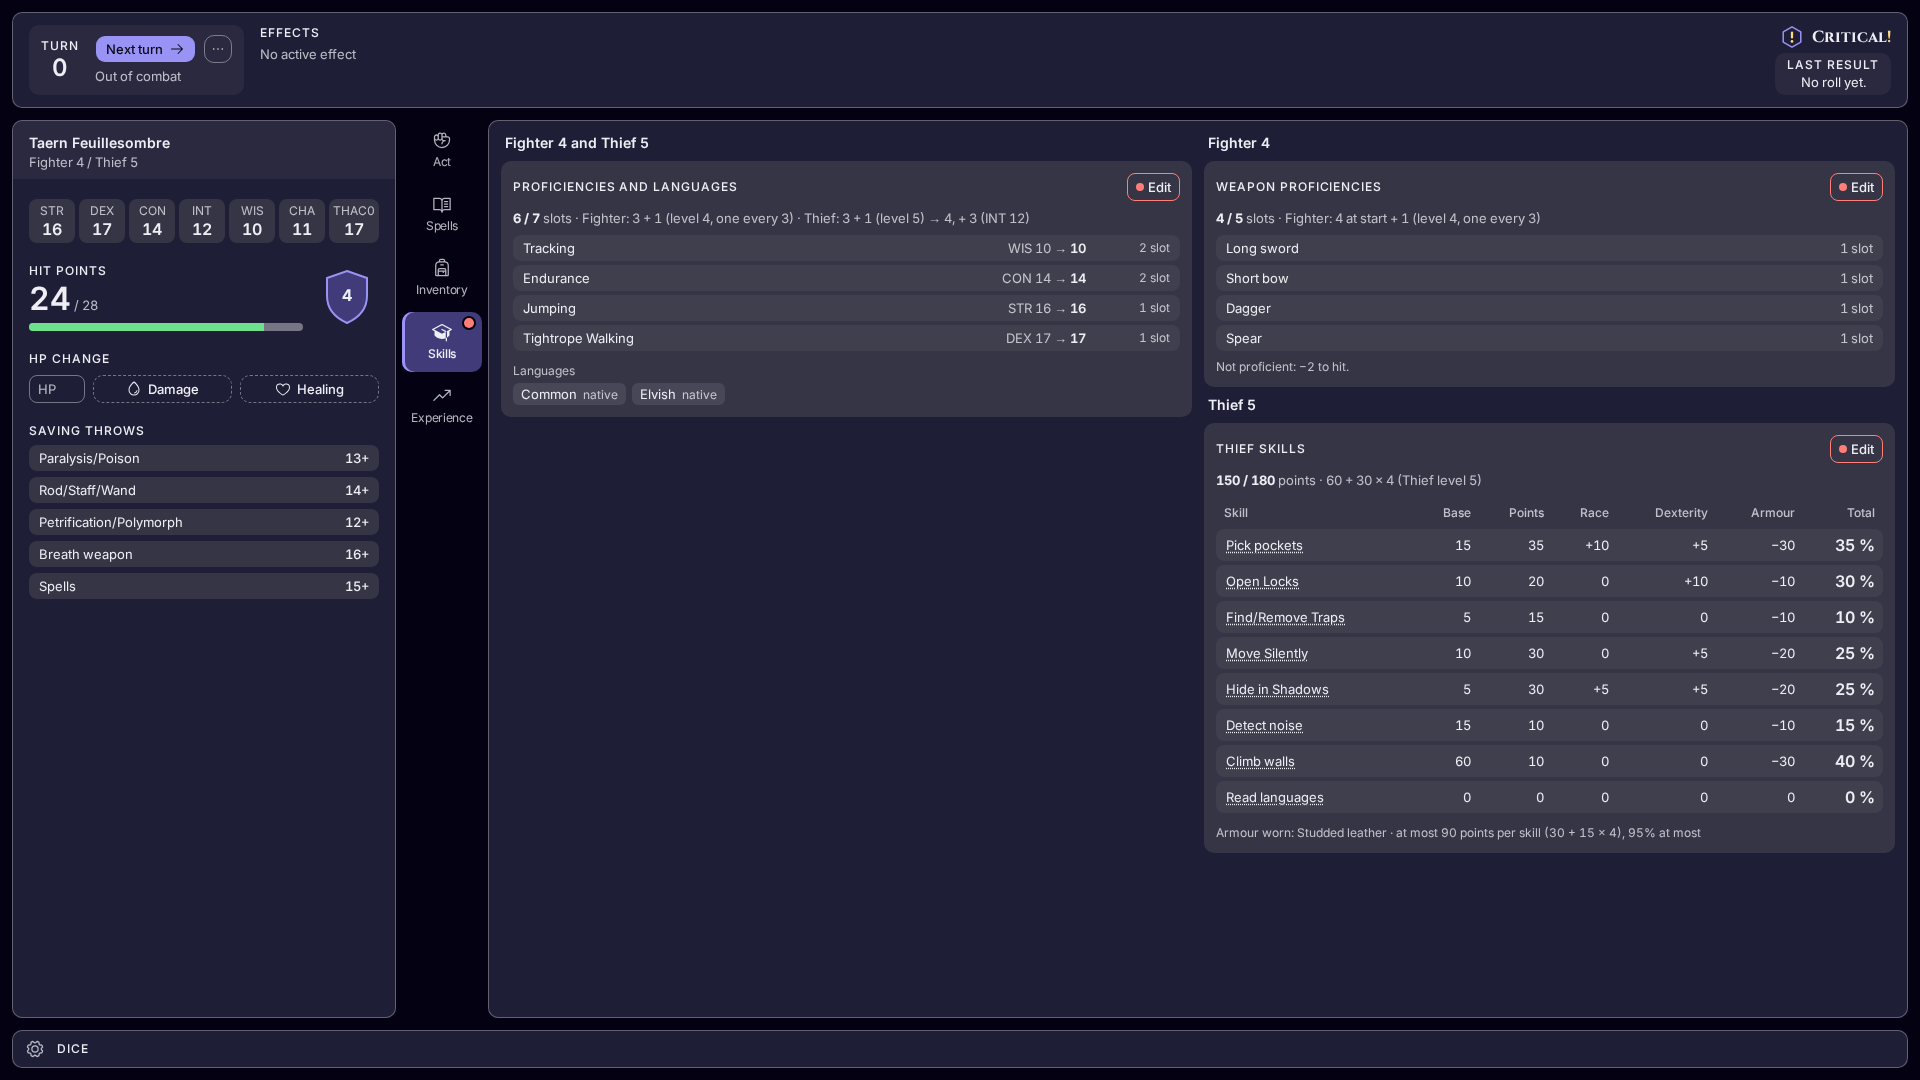 TURN
0
Next turn →
...
Out of combat
EFFECTS
No active effect
CRITICAL!
LAST RESULT
No roll yet.
Taern Feuillesombre
Fighter 4 / Thief 5
STR 16
DEX 17
CON 14
INT 12
WIS 10
CHA 11
THAC0 17
HIT POINTS
24 / 28
4
HP CHANGE
HP
Damage
Healing
SAVING THROWS
Paralysis/Poison 13+
Rod/Staff/Wand 14+
Petrification/Polymorph 12+
Breath weapon 16+
Spells 15+
Act
Spells
Inventory
Skills
Experience
Fighter 4 and Thief 5
PROFICIENCIES AND LANGUAGES
Edit
6 / 7 slots · Fighter: 3 + 1 (level 4, one every 3) · Thief: 3 + 1 (level 5) → 4, + 3 (INT 12)
Tracking WIS 10 → 10 2 slot
Endurance CON 14 → 14 2 slot
Jumping STR 16 → 16 1 slot
Tightrope Walking DEX 17 → 17 1 slot
Languages
Common native Elvish native
Fighter 4
WEAPON PROFICIENCIES
Edit
4 / 5 slots · Fighter: 4 at start + 1 (level 4, one every 3)
Long sword 1 slot
Short bow 1 slot
Dagger 1 slot
Spear 1 slot
Not proficient: −2 to hit.
Thief 5
THIEF SKILLS
Edit
150 / 180 points · 60 + 30 × 4 (Thief level 5)
Skill Base Points Race Dexterity Armour Total
Pick pockets 15 35 +10 +5 −30 35 %
Open Locks 10 20 0 +10 −10 30 %
Find/Remove Traps 5 15 0 0 −10 10 %
Move Silently 10 30 0 +5 −20 25 %
Hide in Shadows 5 30 +5 +5 −20 25 %
Detect noise 15 10 0 0 −10 15 %
Climb walls 60 10 0 0 −30 40 %
Read languages 0 0 0 0 0 0 %
Armour worn: Studded leather · at most 90 points per skill (30 + 15 × 4), 95% at most
DICE